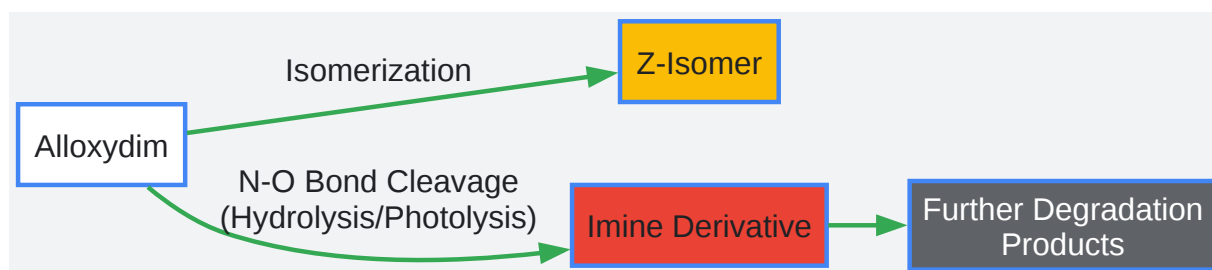 Isomerization
Z-Isomer
Alloxydim
N-O Bond Cleavage
(Hydrolysis/Photolysis)
Imine Derivative
Further Degradation
Products